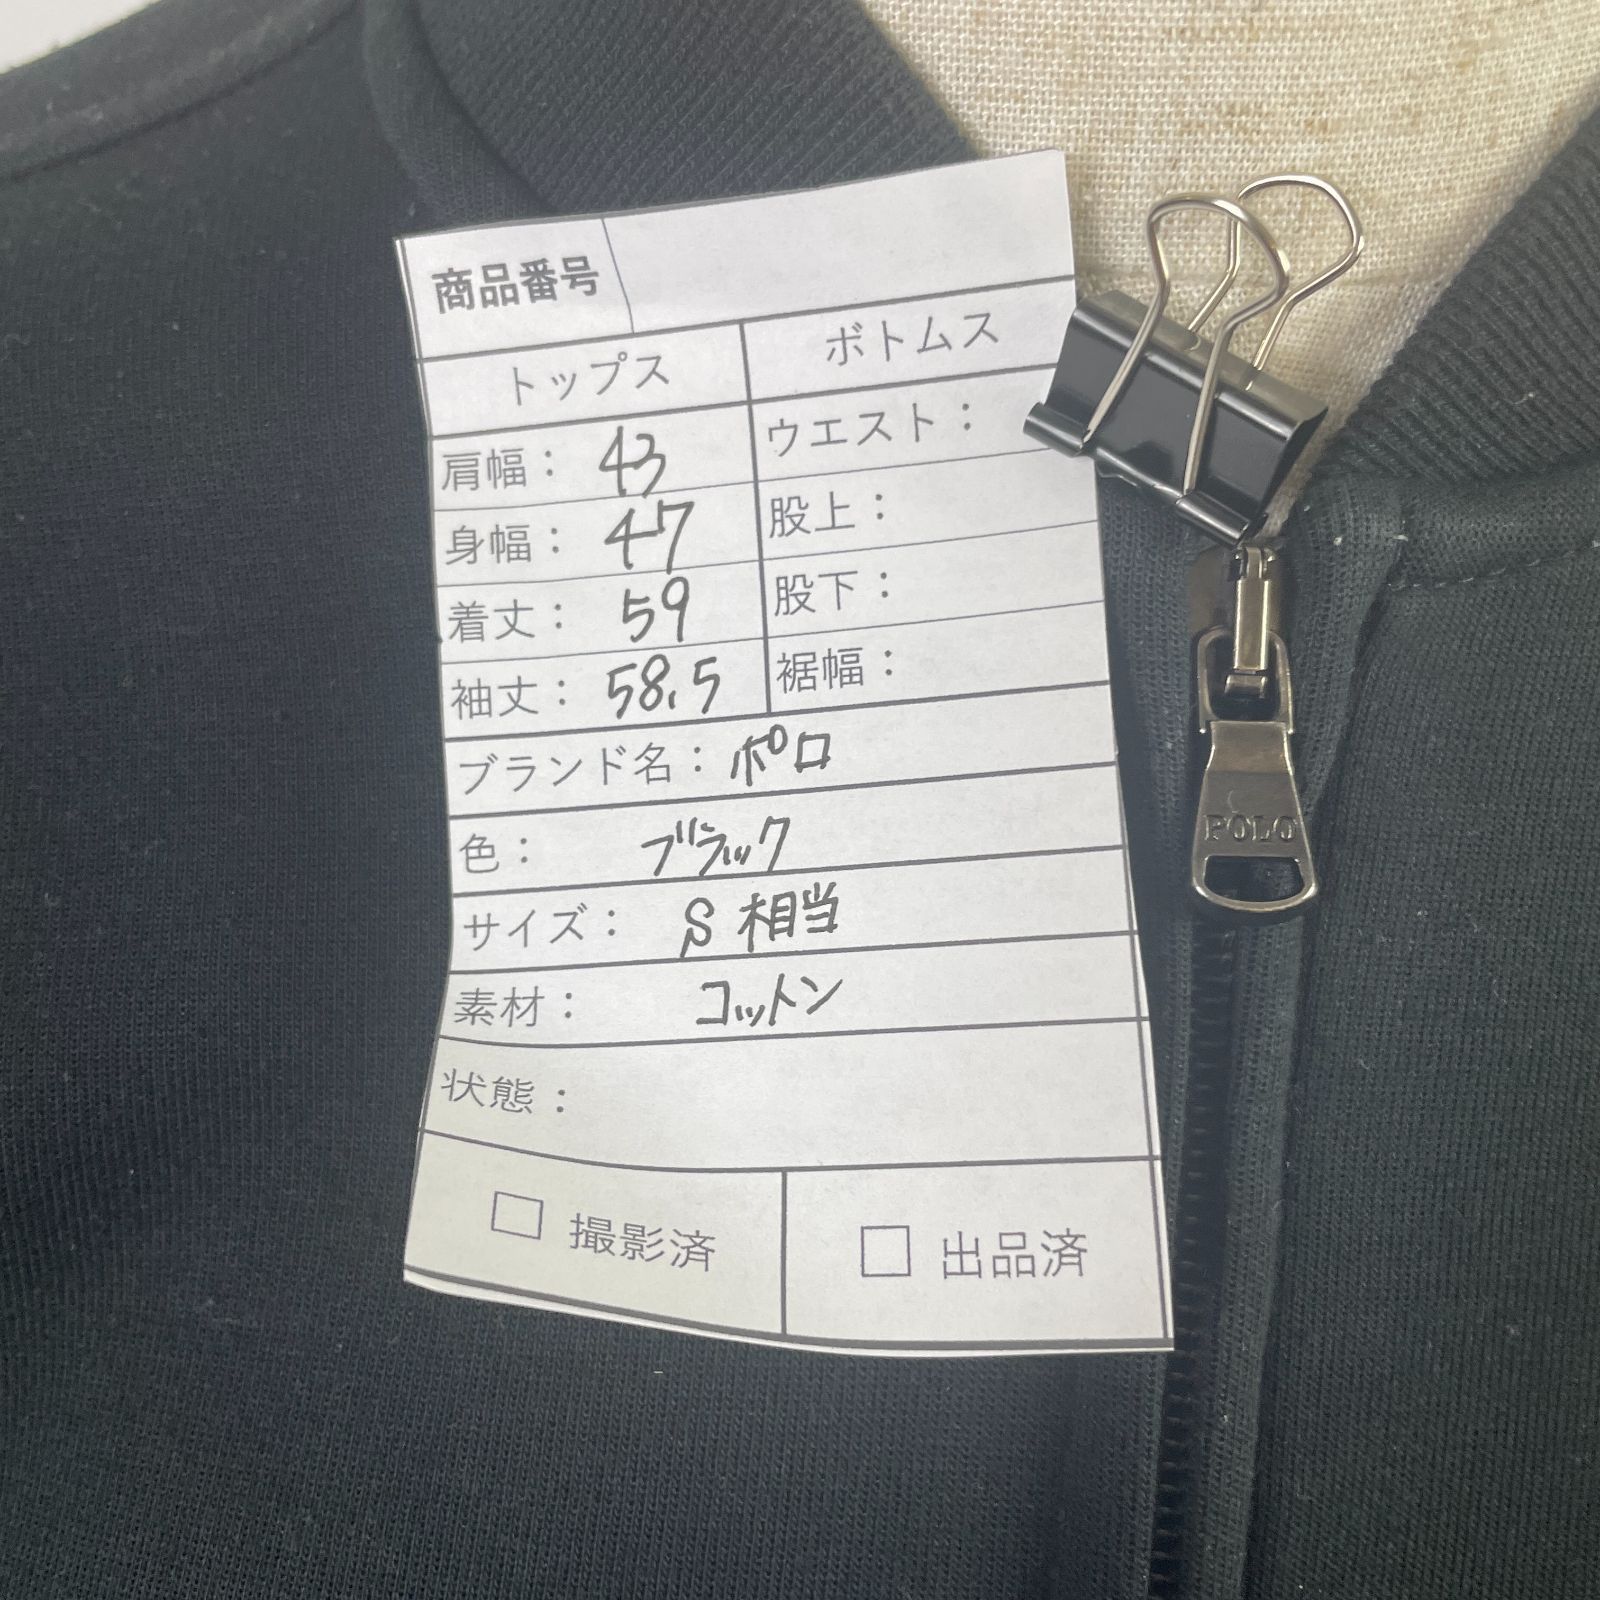 商品番号
トップス ボトムス
肩幅： 43 ウエスト：
身幅： 47 股上：
着丈： 59 股下：
袖丈： 58.5 裾幅：
ブランド名： ポロ
色： ブラック
サイズ： S 相当
素材： コットン
状態：
□ 撮影済 □ 出品済
POLO